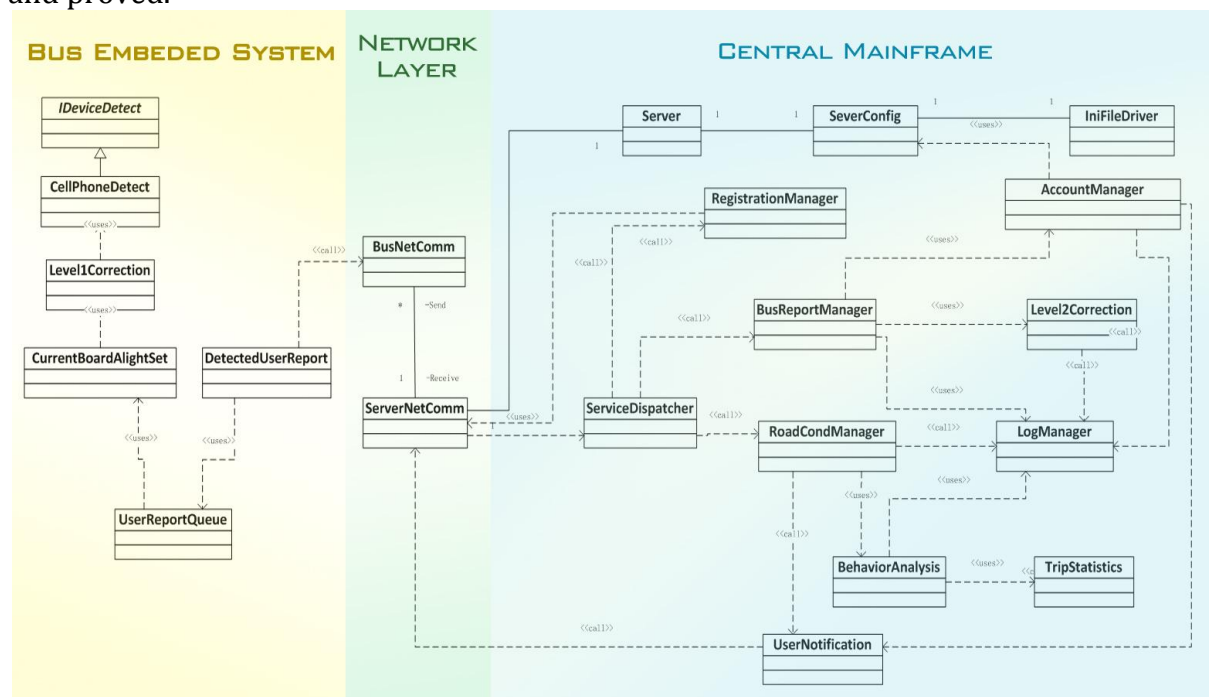 and proved.
BUS EMBEDED SYSTEM
NETWORK
LAYER
CENTRAL MAINFRAME
IDeviceDetect
CellPhoneDetect
<<uses>>
Level1Correction
<<uses>>
CurrentBoardAlightSet
DetectedUserReport
<<uses>>
<<uses>>
UserReportQueue
<<call>>
BusNetComm
*
-Send
1
-Receive
ServerNetComm
<<uses>>
Server
1
1
1
SeverConfig
1
1
<<uses>>
IniFileDriver
RegistrationManager
<<call>>
<<call>>
AccountManager
<<uses>>
<<call>>
<<call>>
BusReportManager
<<uses>>
Level2Correction
<<call>>
<<call>>
<<call>>
<<uses>>
ServiceDispatcher
<<call>>
RoadCondManager
<<call>>
LogManager
<<uses>>
<<uses>>
<<call>>
BehaviorAnalysis
<<uses>>
TripStatistics
<<call>>
UserNotification